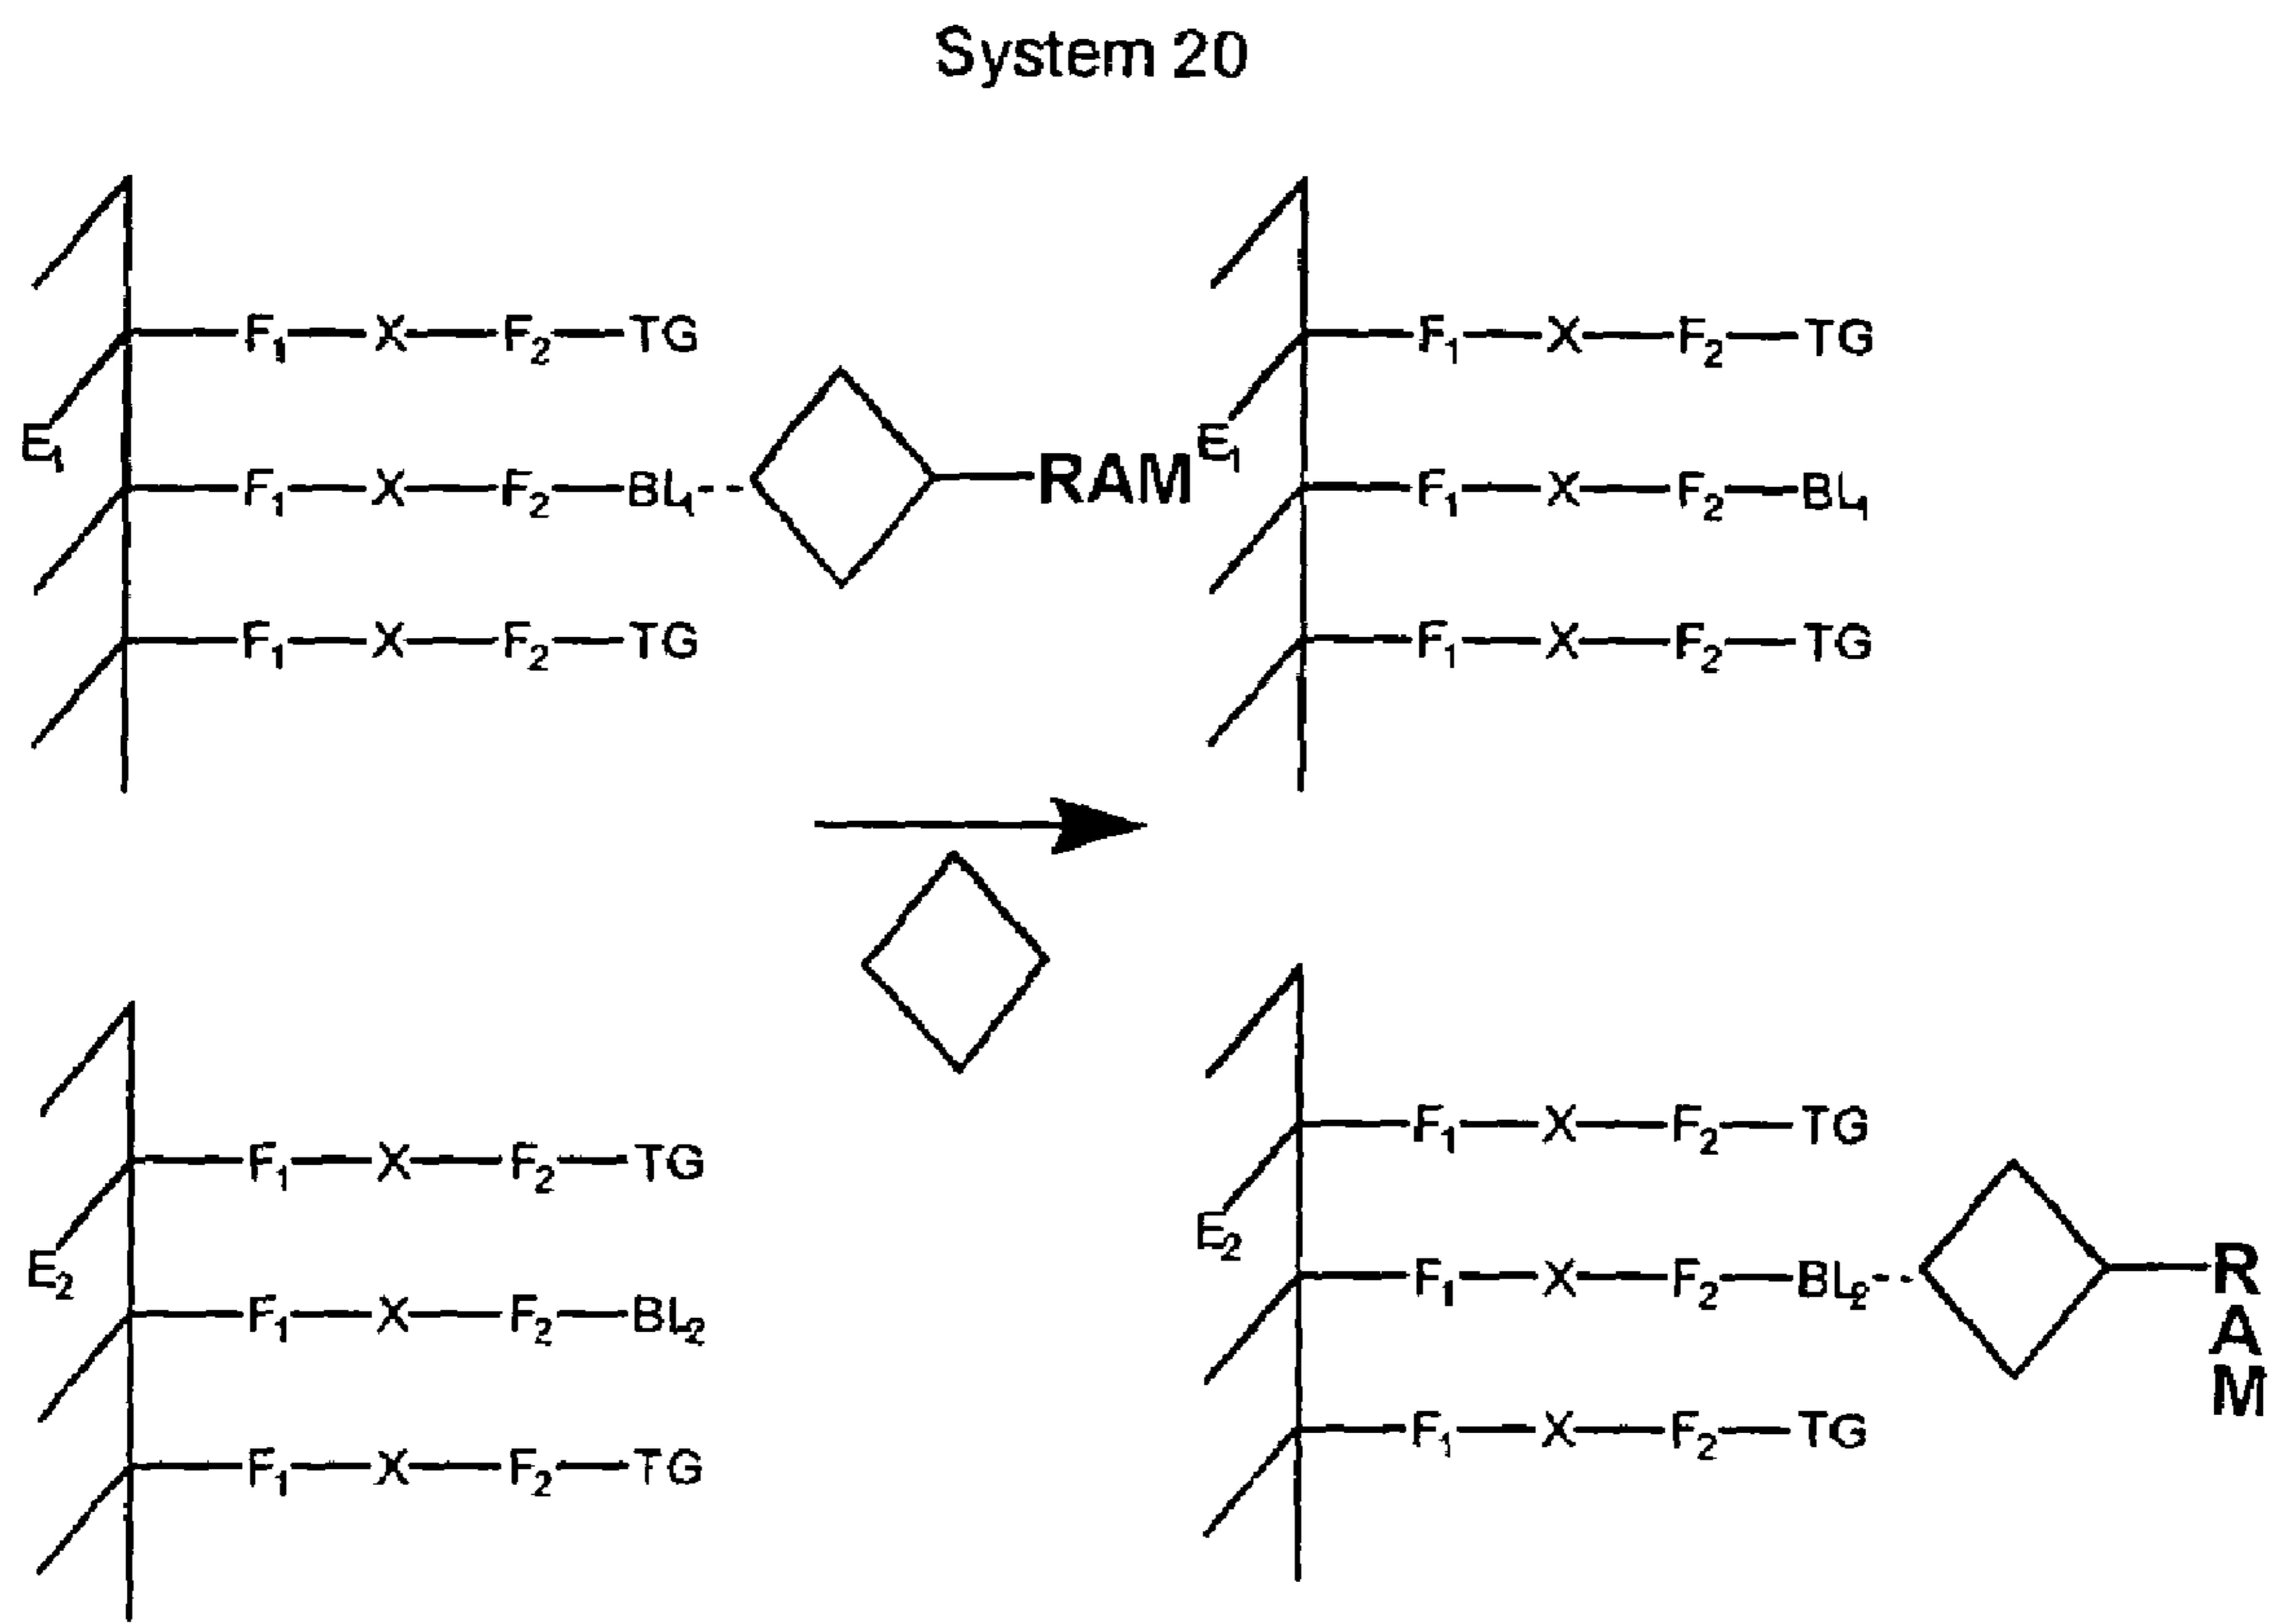 System 20
F₁—X—F₂—TG
E₁
F₁—X—F₂—BL₁--RAM
F₁—X—F₂—TG
F₁—X—F₂—TG
E₁
F₁—X—F₂—BL₁
F₁—X—F₂—TG
F₁—X—F₂—TG
E₂
F₁—X—F₂—BL₂
F₁—X—F₂—TG
F₁—X—F₂—TG
E₂
F₁—X—F₂—BL₂--R
A
M
F₁—X—F₂—TG